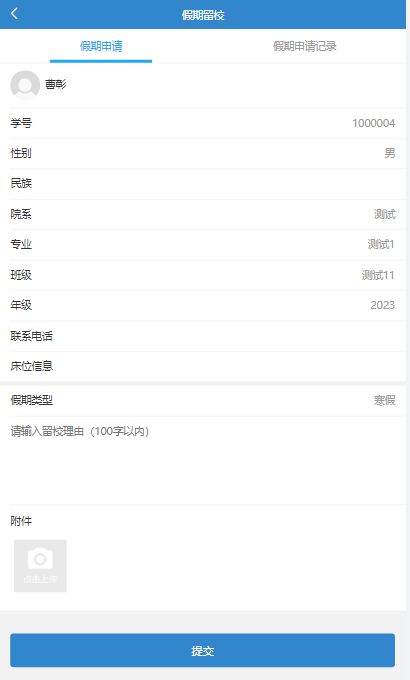 假期留校
假期申请 假期申请记录
曹彰
学号 1000004
性别 男
民族
院系 测试
专业 测试1
班级 测试11
年级 2023
联系电话
床位信息
假期类型 寒假
请输入留校理由（100字以内）
附件
点击上传
提交